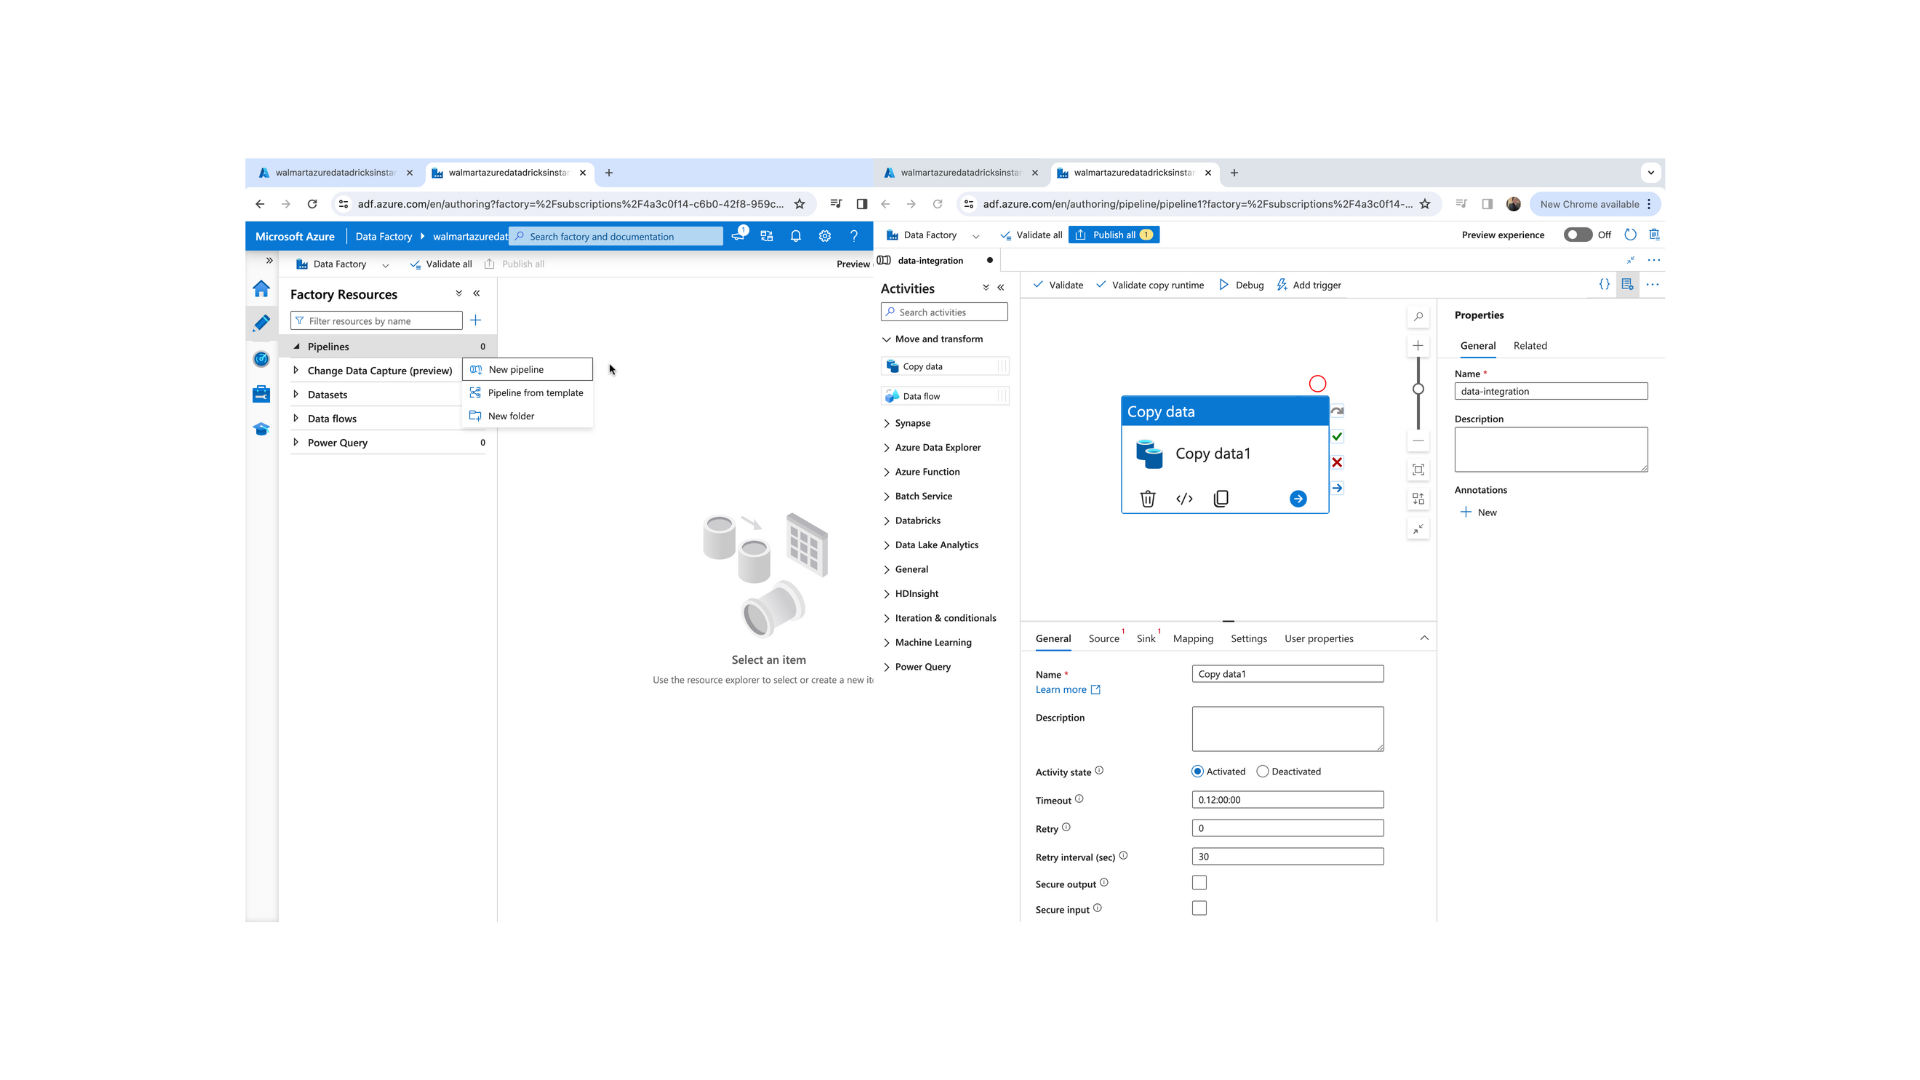 walmartazuredatadricksinsta
walmartazuredatadricksinsta
adf.azure.com/en/authoring?factory=%2Fsubscriptions%2F4a3c0f14-c6b0-42f8-959c...
Microsoft Azure
Data Factory
walmartazuredat
Search factory and documentation
1
?
Data Factory
Validate all
Publish all
Preview
Factory Resources
Filter resources by name
Pipelines
0
Change Data Capture (preview)
Datasets
Data flows
Power Query
0
New pipeline
Pipeline from template
New folder
Select an item
Use the resource explorer to select or create a new it
walmartazuredatadricksinstar
walmartazuredatadricksinstar
adf.azure.com/en/authoring/pipeline/pipeline1?factory=%2Fsubscriptions%2F4a3c0f14-...
New Chrome available
Data Factory
Validate all
Publish all
1
Preview experience
Off
data-integration
Activities
Search activities
Move and transform
Copy data
Data flow
Synapse
Azure Data Explorer
Azure Function
Batch Service
Databricks
Data Lake Analytics
General
HDInsight
Iteration & conditionals
Machine Learning
Power Query
Validate
Validate copy runtime
Debug
Add trigger
Copy data
Copy data1
General
Source 1
Sink 1
Mapping
Settings
User properties
Name *
Copy data1
Learn more
Description
Activity state
Activated
Deactivated
Timeout
0.12:00:00
Retry
0
Retry interval (sec)
30
Secure output
Secure input
Properties
General
Related
Name *
data-integration
Description
Annotations
New